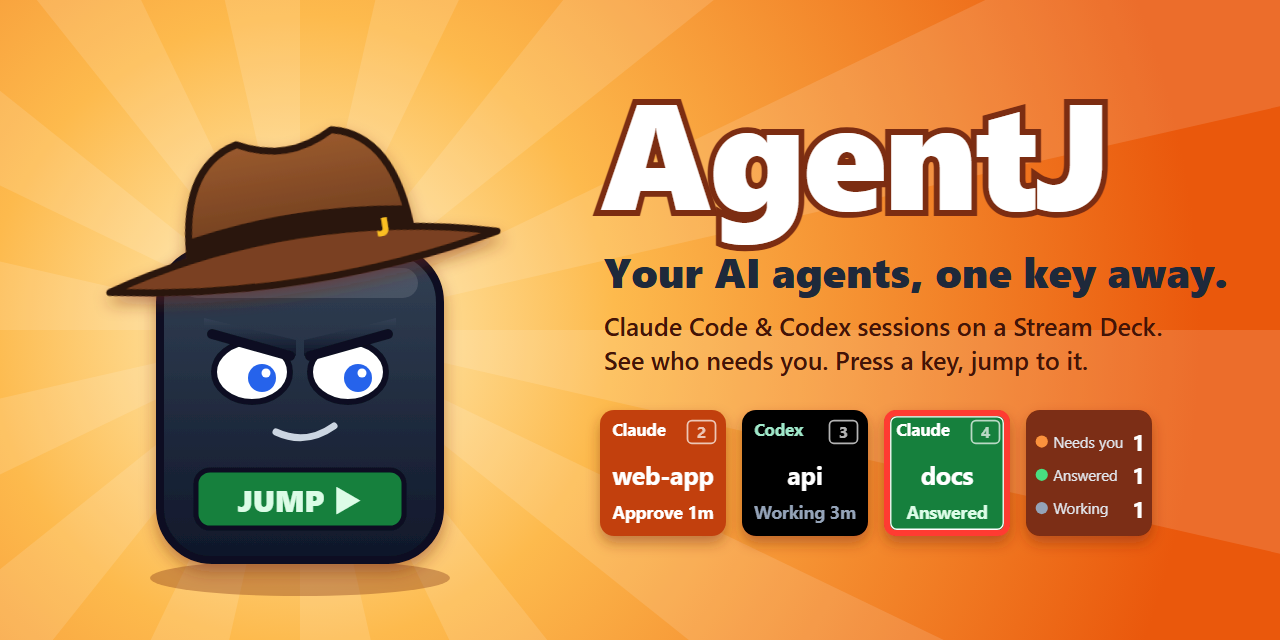 J
JUMP
AgentJ
Your AI agents, one key away.
Claude Code & Codex sessions on a Stream Deck.
See who needs you. Press a key, jump to it.
Claude 2
web-app
Approve 1m
Codex 3
api
Working 3m
Claude 4
docs
Answered
Needs you 1
Answered 1
Working 1